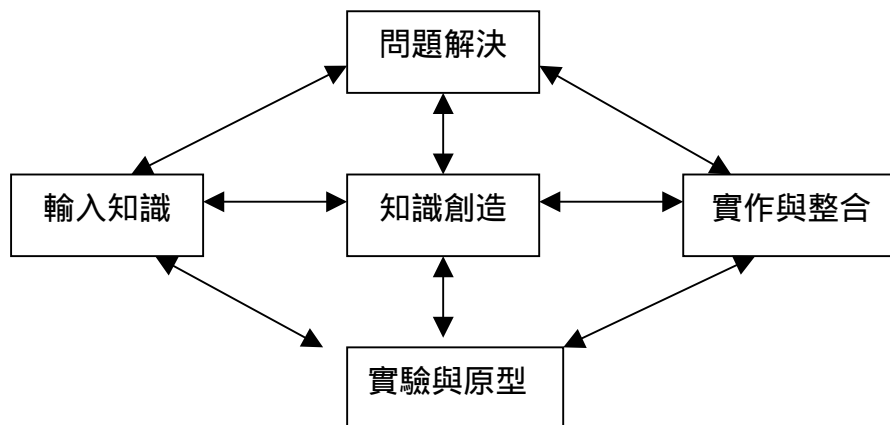 問題解決
輸入知識
知識創造
實作與整合
實驗與原型